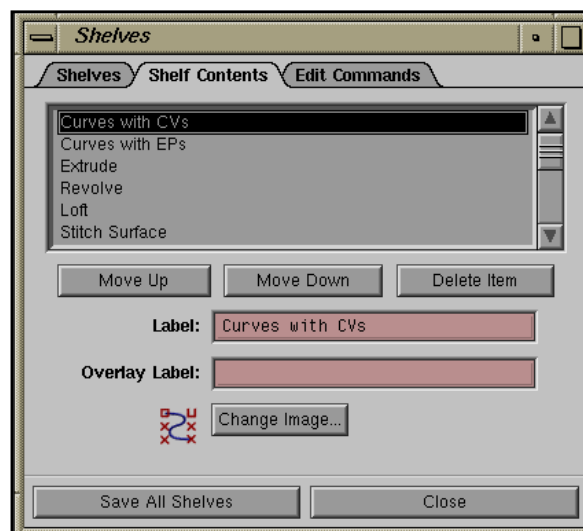 Shelves
Shelves Shelf Contents Edit Commands
Curves with CVs
Curves with EPs
Extrude
Revolve
Loft
Stitch Surface
Move Up Move Down Delete Item
Label: Curves with CVs
Overlay Label:
Change Image...
Save All Shelves Close